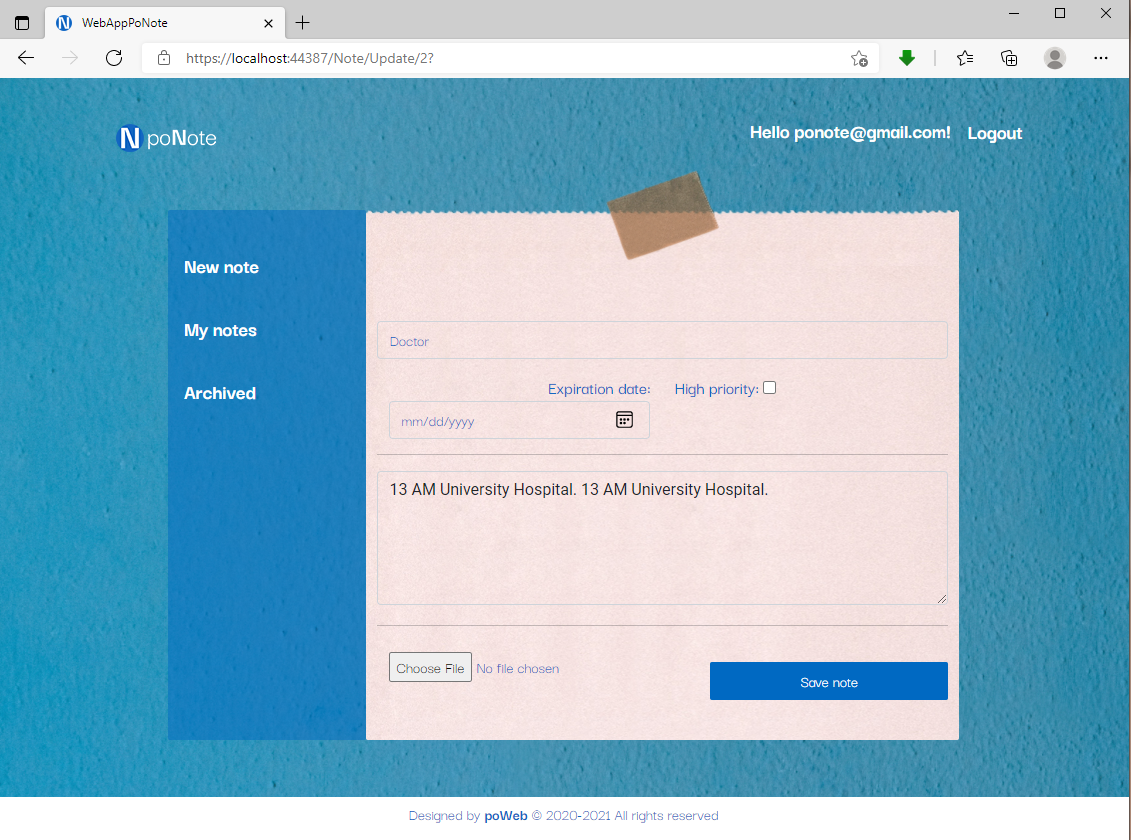 WebAppPoNote
https://localhost:44387/Note/Update/2?
N poNote
Hello ponote@gmail.com! Logout
New note
My notes
Archived
Doctor
Expiration date: High priority:
mm/dd/yyyy
13 AM University Hospital. 13 AM University Hospital.
Choose File No file chosen
Save note
Designed by poWeb © 2020-2021 All rights reserved